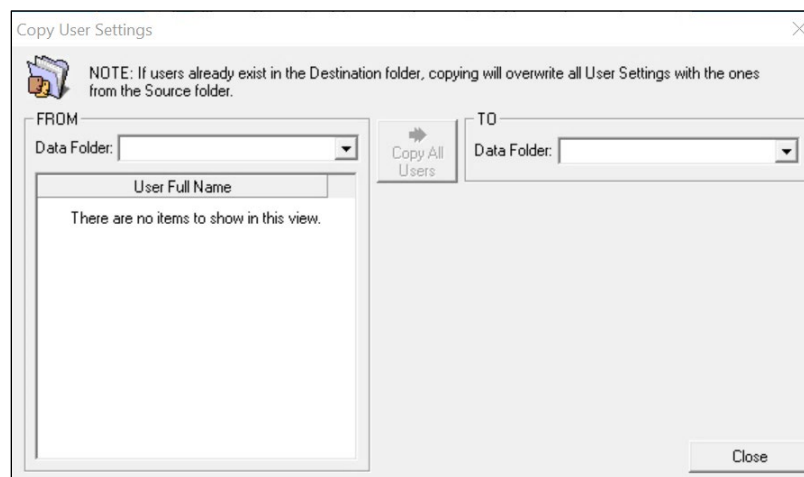 Copy User Settings
NOTE: If users already exist in the Destination folder, copying will overwrite all User Settings with the ones
from the Source folder.
FROM
Data Folder:
User Full Name
There are no items to show in this view.
Copy All
Users
TO
Data Folder:
Close